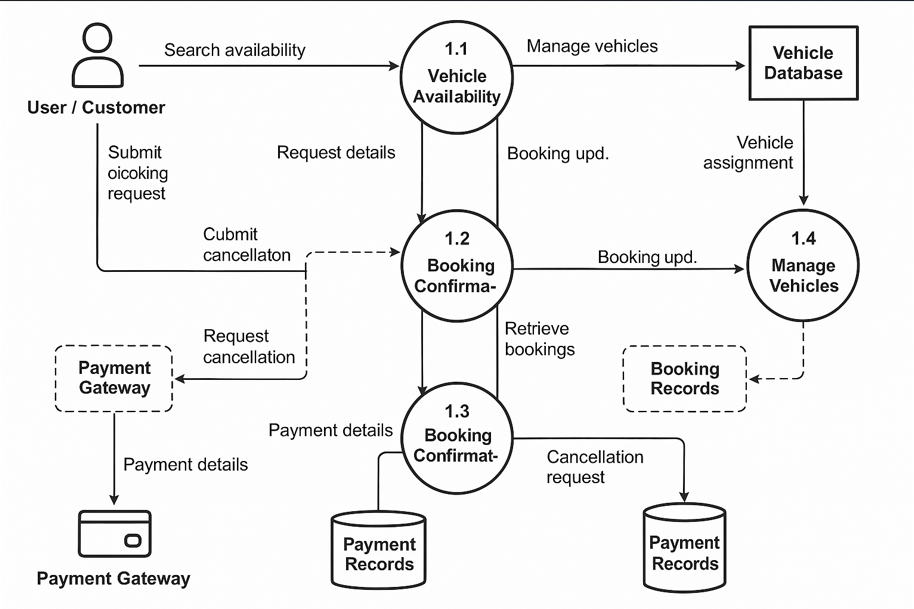 Search availability
1.1
Vehicle
Availability
Manage vehicles
Vehicle
Database
User / Customer
Submit
oicoking
request
Request details
Booking upd.
Vehicle
assignment
Cubmit
cancellaton
1.2
Booking
Confirma-
Booking upd.
1.4
Manage
Vehicles
Request
cancellation
Retrieve
bookings
Payment
Gateway
Booking
Records
Payment details
1.3
Booking
Confirmat-
Payment details
Cancellation
request
Payment
Records
Payment
Records
Payment Gateway